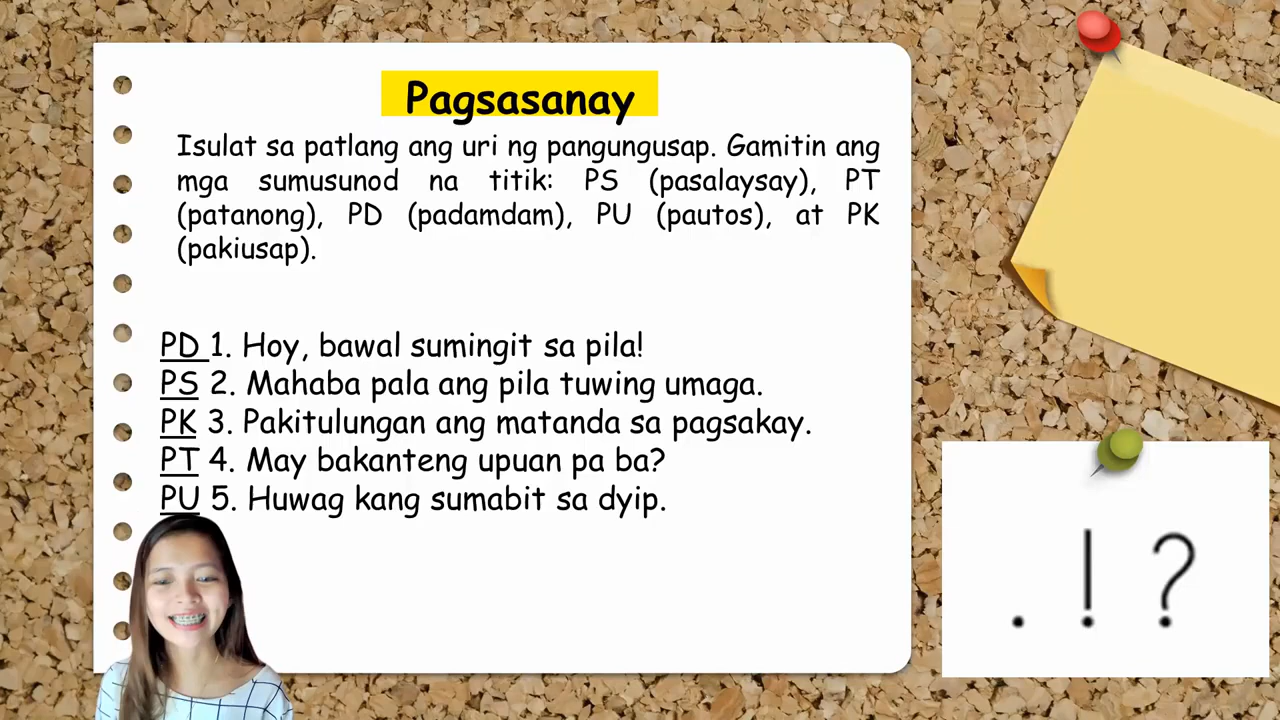 Pagsasanay
Isulat sa patlang ang uri ng pangungusap. Gamitin ang
mga sumusunod na titik: PS (pasalaysay), PT
(patanong), PD (padamdam), PU (pautos), at PK
(pakiusap).
PD 1. Hoy, bawal sumingit sa pila!
PS 2. Mahaba pala ang pila tuwing umaga.
PK 3. Pakitulungan ang matanda sa pagsakay.
PT 4. May bakanteng upuan pa ba?
PU 5. Huwag kang sumabit sa dyip.
. ! ?